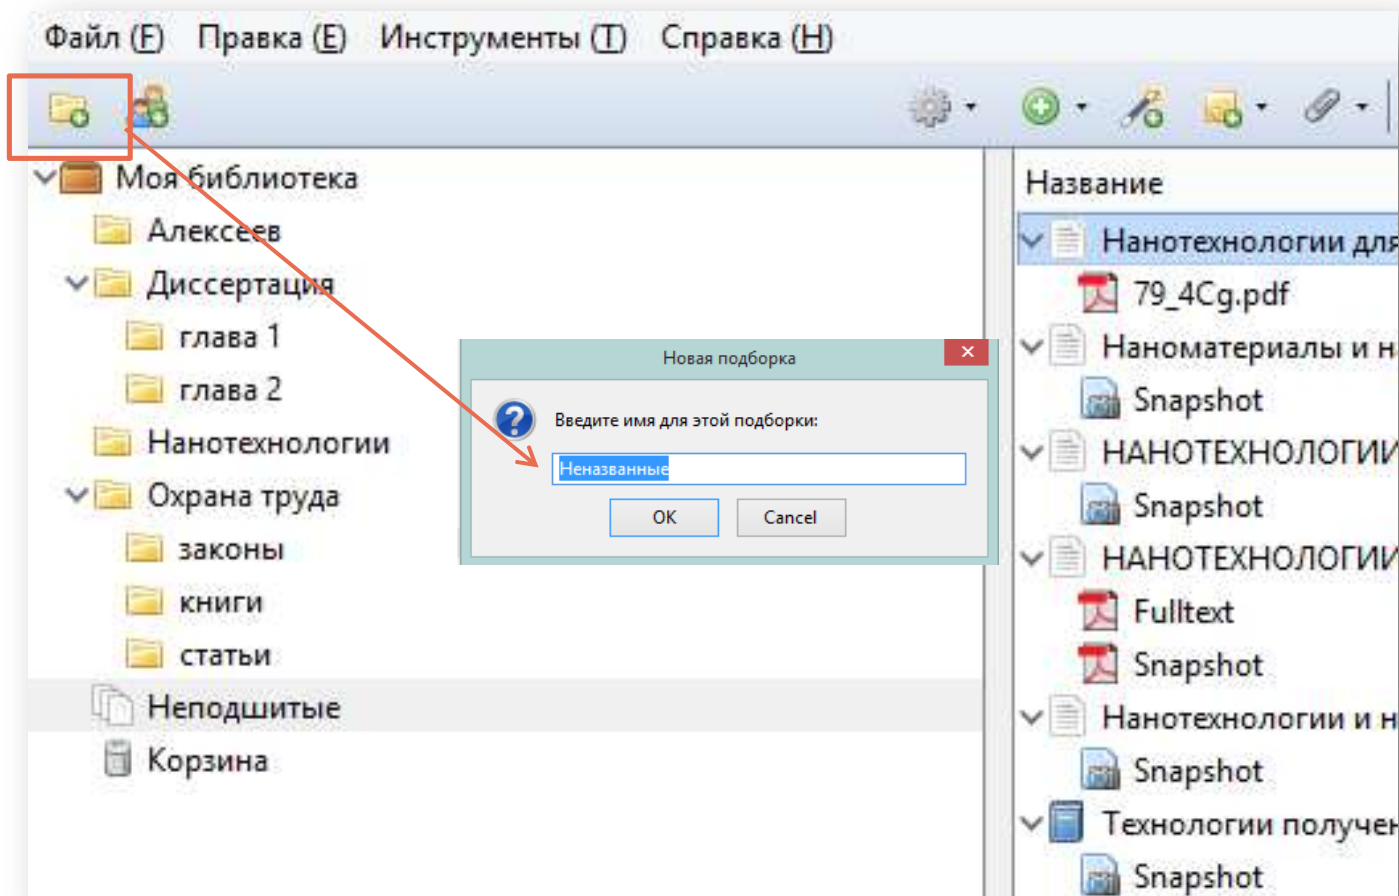 Файл (F) Правка (E) Инструменты (T) Справка (H)
Моя библиотека
Алексеев
Диссертация
глава 1
глава 2
Нанотехнологии
Охрана труда
законы
книги
статьи
Неподшитые
Корзина
Новая подборка
Введите имя для этой подборки:
Неназванные
OK Cancel
Название
Нанотехнологии для
79_4Cg.pdf
Наноматериалы и н
Snapshot
НАНОТЕХНОЛОГИИ
Snapshot
НАНОТЕХНОЛОГИИ
Fulltext
Snapshot
Нанотехнологии и н
Snapshot
Технологии получен
Snapshot